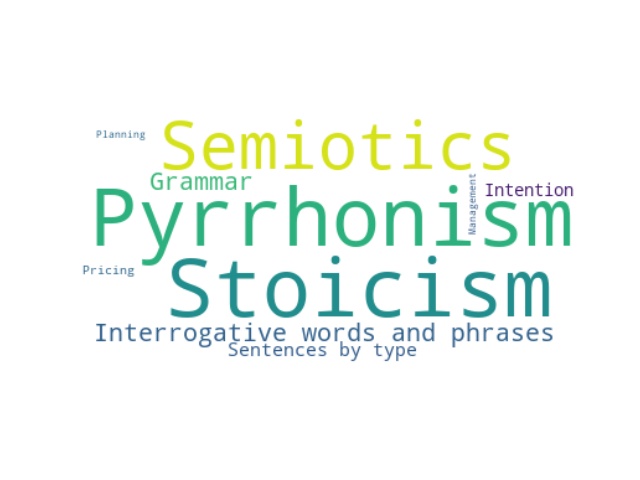 Planning
Semiotics
Grammar
Management
Intention
Pyrrhonism
Pricing
Stoicism
Interrogative words and phrases
Sentences by type